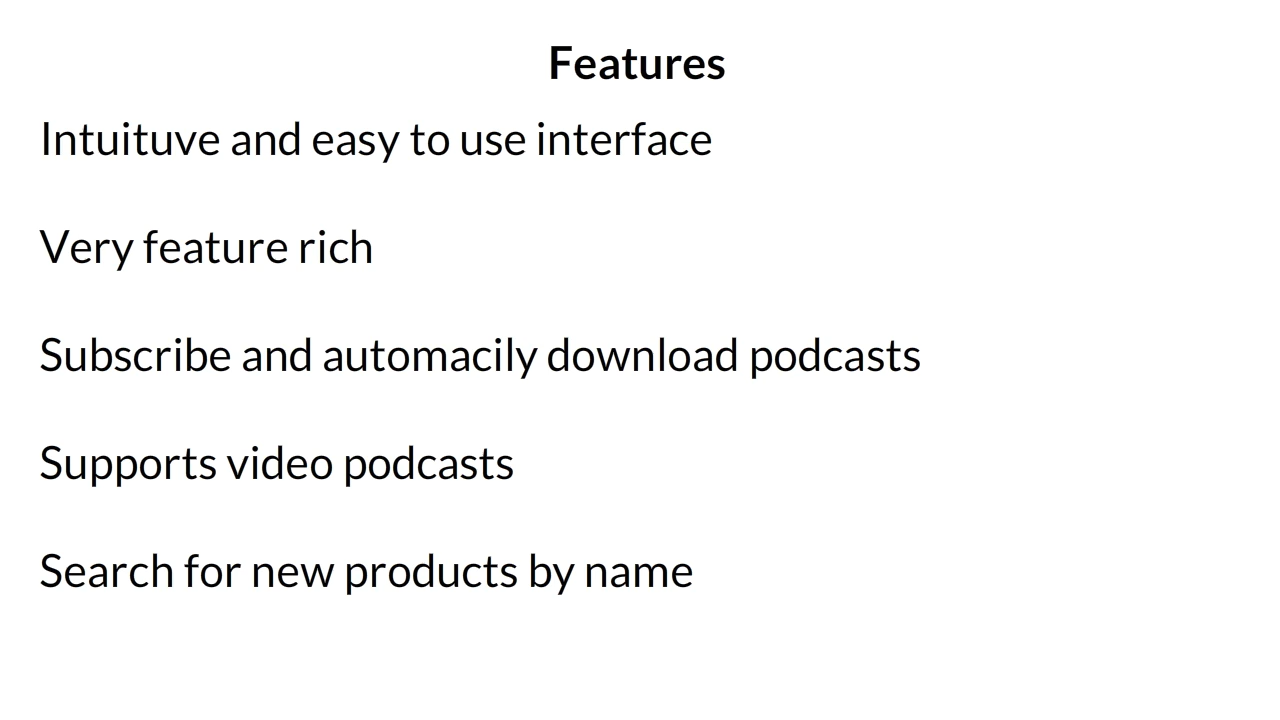 Features
Intuituve and easy to use interface
Very feature rich
Subscribe and automacily download podcasts
Supports video podcasts
Search for new products by name